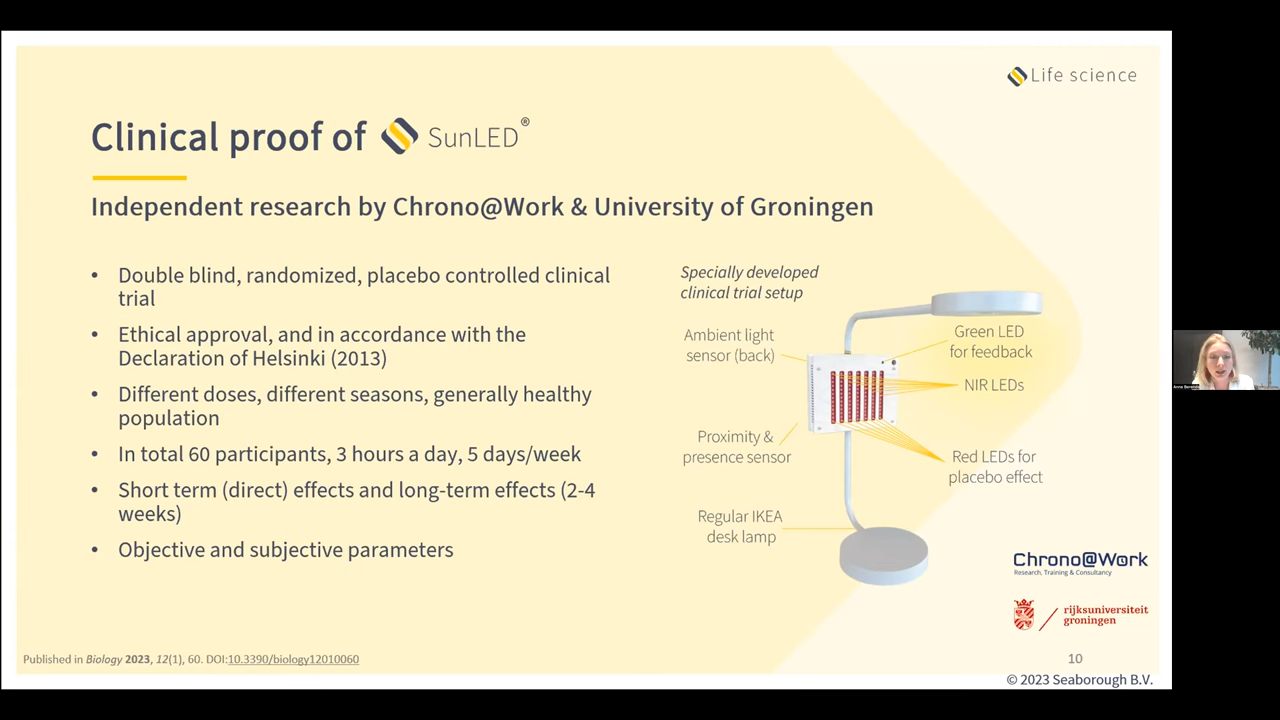 Life science
Clinical proof of SunLED®
Independent research by Chrono@Work & University of Groningen
• Double blind, randomized, placebo controlled clinical
trial
• Ethical approval, and in accordance with the
Declaration of Helsinki (2013)
• Different doses, different seasons, generally healthy
population
• In total 60 participants, 3 hours a day, 5 days/week
• Short term (direct) effects and long-term effects (2-4
weeks)
• Objective and subjective parameters
Specially developed
clinical trial setup
Ambient light
sensor (back)
Green LED
for feedback
NIR LEDs
Proximity &
presence sensor
Red LEDs for
placebo effect
Regular IKEA
desk lamp
Chrono@Work
Research, Training & Consultancy
rijksuniversiteit
groningen
Published in Biology 2023, 12(1), 60. DOI:10.3390/biology12010060
10
© 2023 Seaborough B.V.